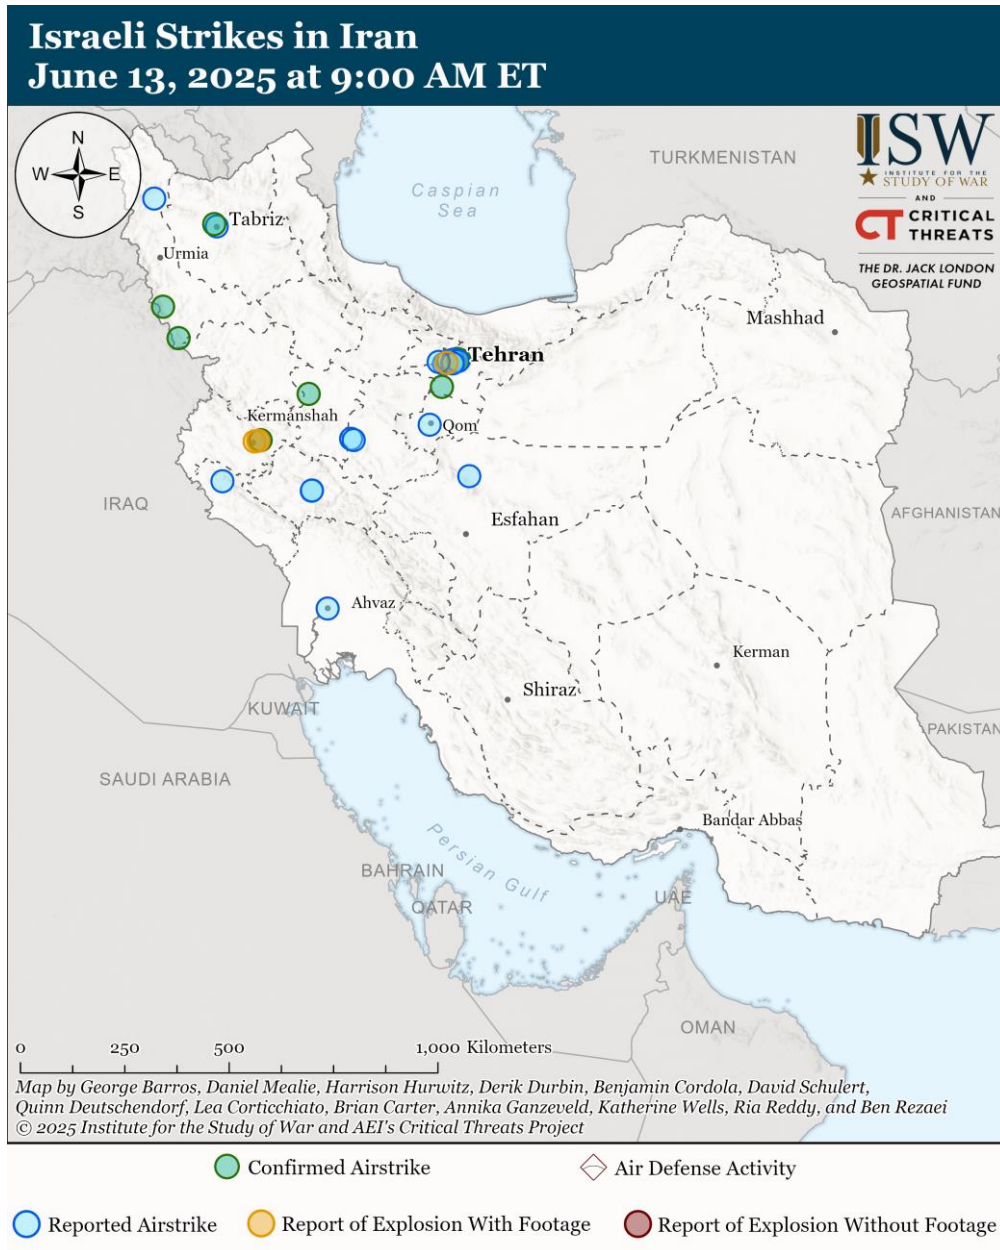 Israeli Strikes in Iran
June 13, 2025 at 9:00 AM ET
N
W E
S
ISW
INSTITUTE FOR THE
STUDY OF WAR
AND
CT CRITICAL
THREATS
THE DR. JACK LONDON
GEOSPATIAL FUND
TURKMENISTAN
Caspian
Sea
Tabriz
Urmia
Mashhad
Tehran
Kermanshah
Qom
IRAQ
Esfahan
AFGHANISTAN
Ahvaz
Kerman
Shiraz
KUWAIT
PAKISTAN
SAUDI ARABIA
Bandar Abbas
Persian Gulf
BAHRAIN
QATAR
UAE
OMAN
0 250 500 1,000 Kilometers
Map by George Barros, Daniel Mealie, Harrison Hurwitz, Derik Durbin, Benjamin Cordola, David Schulert,
Quinn Deutschendorf, Lea Corticchiato, Brian Carter, Annika Ganzeveld, Katherine Wells, Ria Reddy, and Ben Rezaei
© 2025 Institute for the Study of War and AEI's Critical Threats Project
Confirmed Airstrike
Air Defense Activity
Reported Airstrike
Report of Explosion With Footage
Report of Explosion Without Footage